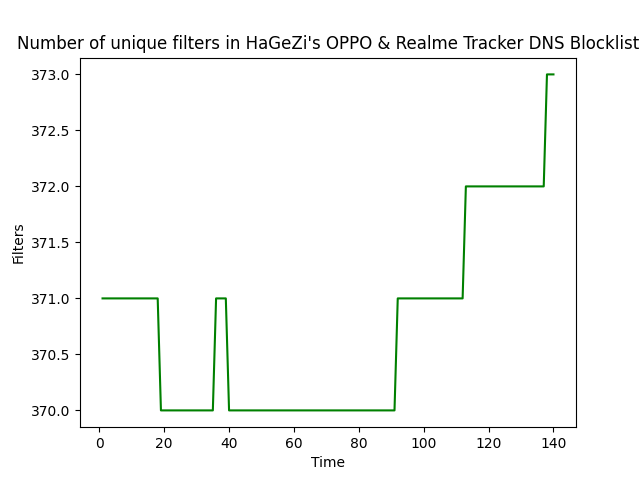 Number of unique filters in HaGeZi's OPPO & Realme Tracker DNS Blocklist
373.0
372.5
372.0
371.5
371.0
370.5
370.0
Filters
0 20 40 60 80 100 120 140
Time